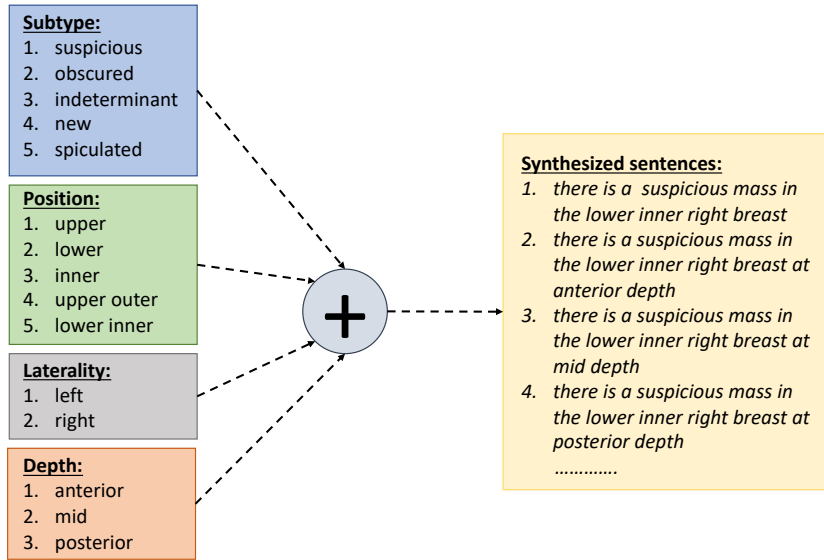 Subtype:
1. suspicious
2. obscured
3. indeterminant
4. new
5. spiculated
Position:
1. upper
2. lower
3. inner
4. upper outer
5. lower inner
Laterality:
1. left
2. right
Depth:
1. anterior
2. mid
3. posterior
+
Synthesized sentences:
1. there is a suspicious mass in
the lower inner right breast
2. there is a suspicious mass in
the lower inner right breast at
anterior depth
3. there is a suspicious mass in
the lower inner right breast at
mid depth
4. there is a suspicious mass in
the lower inner right breast at
posterior depth
………….